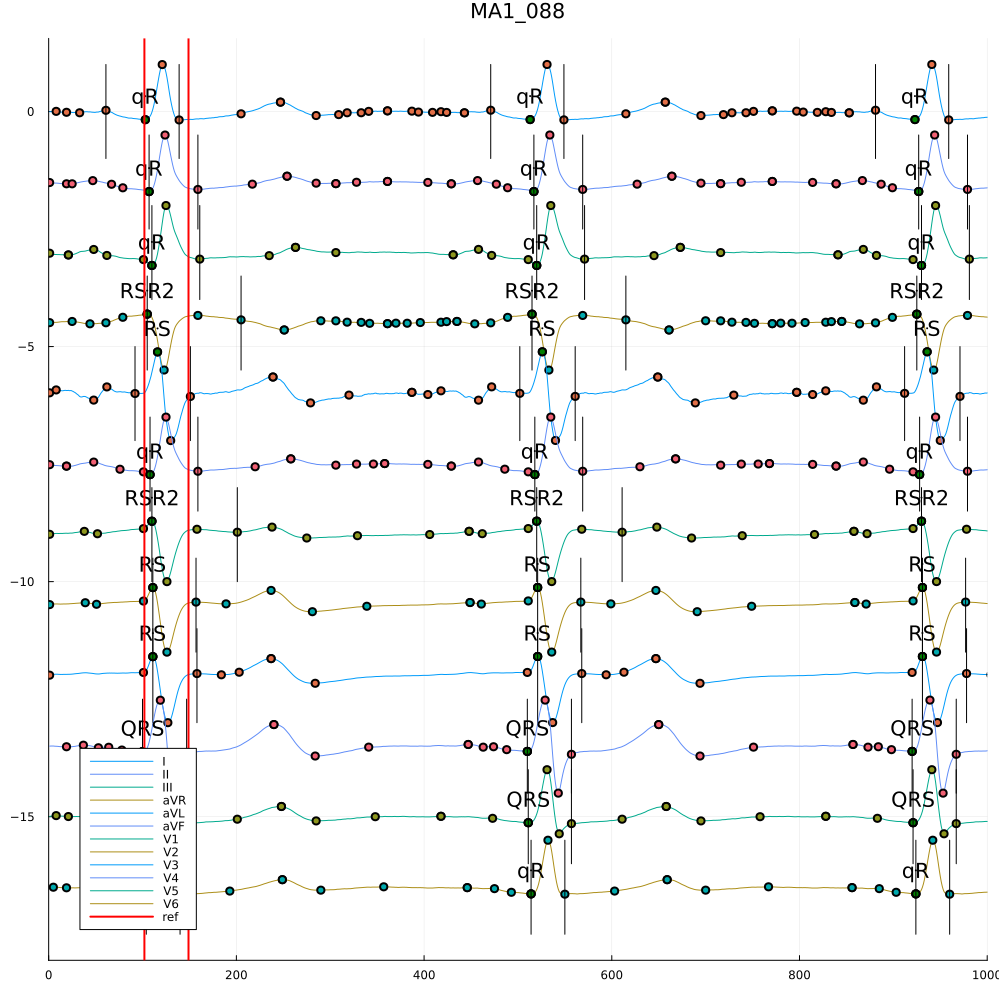 MA1_088
0
qR qR qR
qR qR qR
qR qR qR
RSR2 RSR2 RSR2
RS RS RS
−5
qR qR qR
RSR2 RSR2 RSR2
RS RS RS
−10
RS RS RS
QRS QRS QRS
QRS QRS
−15
qR qR
I
II
III
aVR
aVL
aVF
V1
V2
V3
V4
V5
V6
ref
0 200 400 600 800 1000